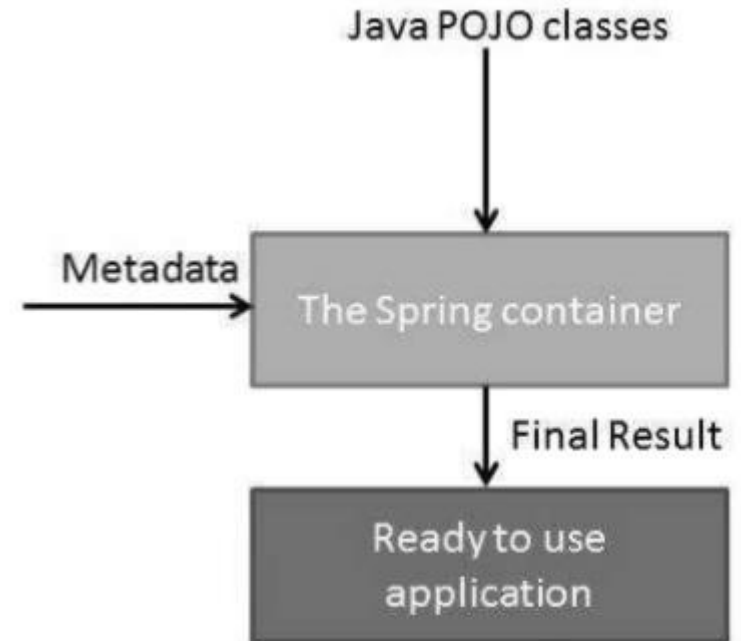 Java POJO classes
Metadata
The Spring container
Final Result
Ready to use
application